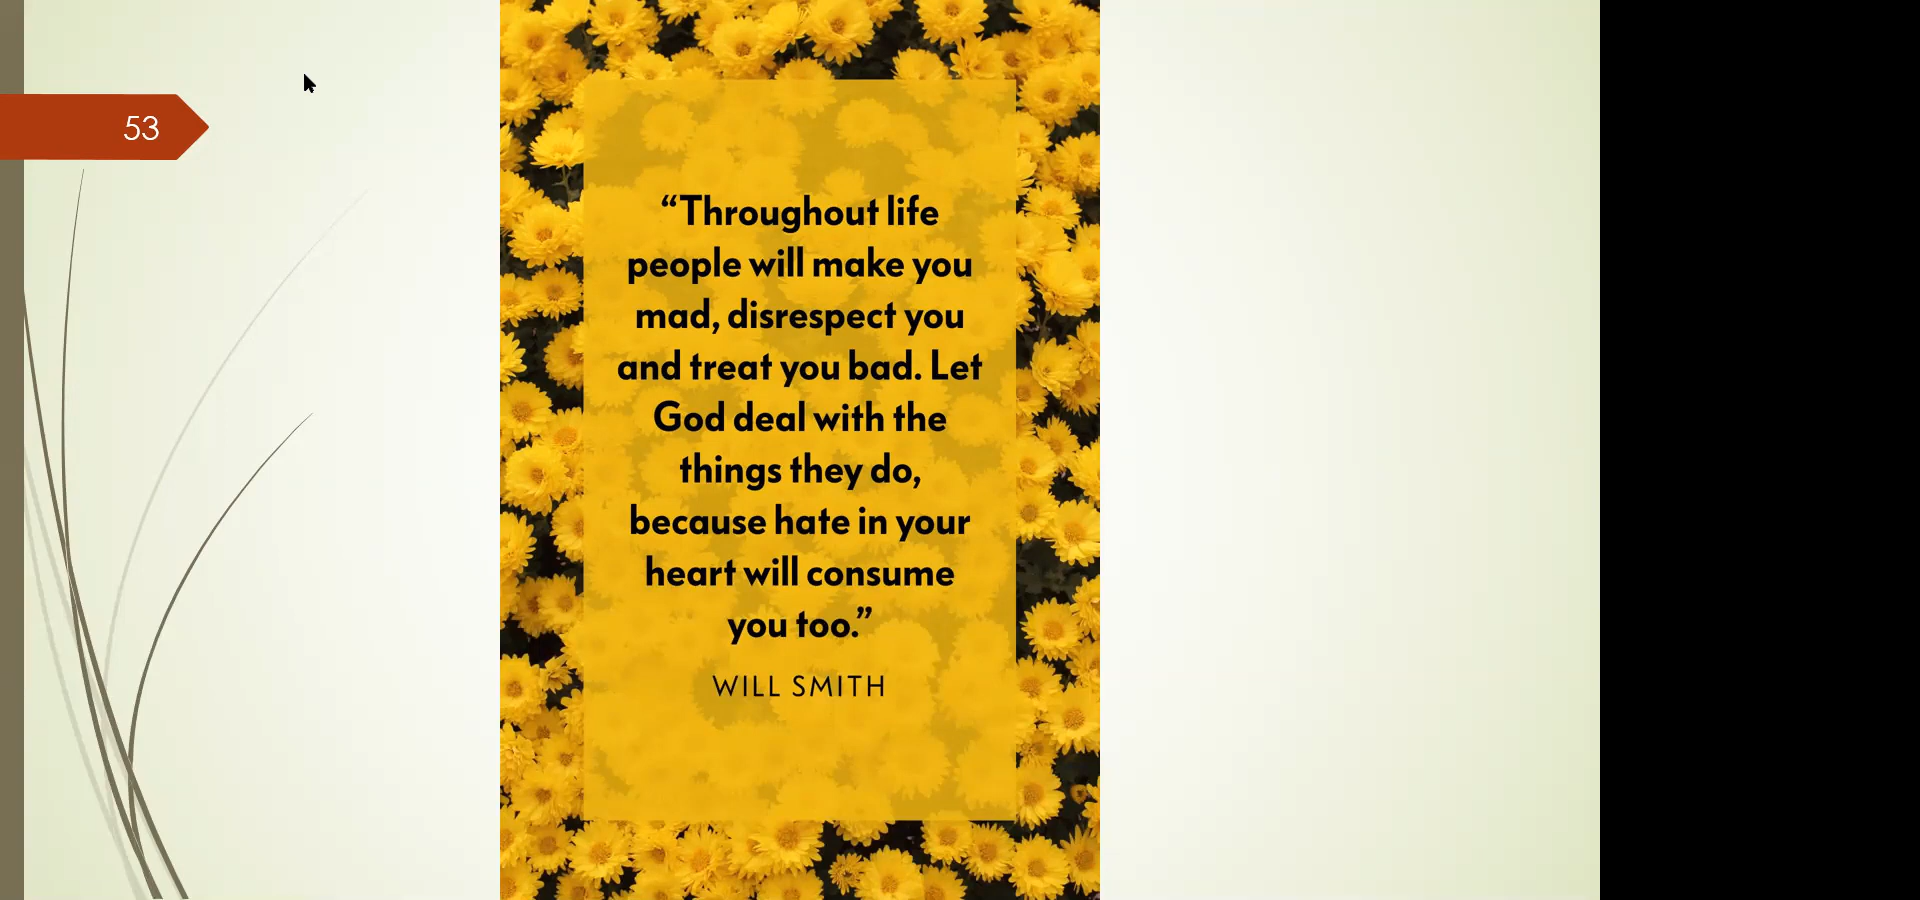 53
“Throughout life
people will make you
mad, disrespect you
and treat you bad. Let
God deal with the
things they do,
because hate in your
heart will consume
you too.”
WILL SMITH